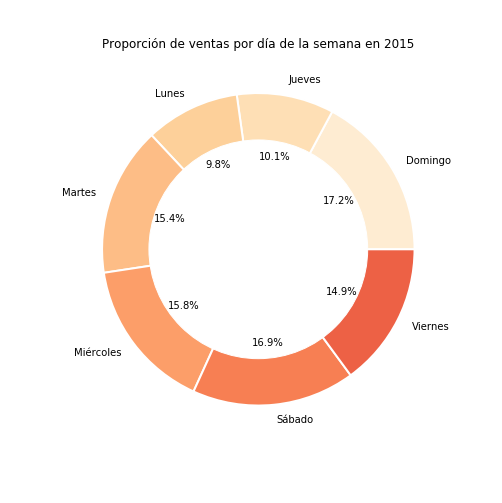 Proporción de ventas por día de la semana en 2015
Jueves
Lunes
10.1%
Domingo
9.8%
Martes
17.2%
15.4%
14.9%
15.8%
Viernes
16.9%
Miércoles
Sábado